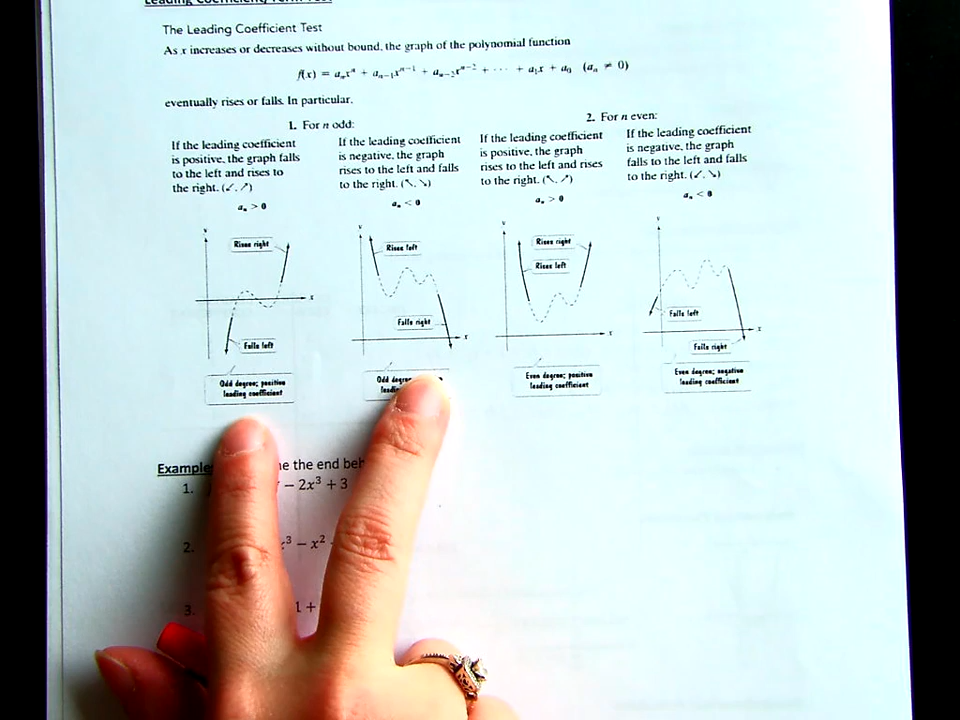 Leading Coefficient/Term Test
The Leading Coefficient Test
As x increases or decreases without bound, the graph of the polynomial function
f(x) = aₙxⁿ + aₙ₋₁xⁿ⁻¹ + aₙ₋₂xⁿ⁻² + ⋯ + a₁x + a₀ (aₙ ≠ 0)
eventually rises or falls. In particular,
1. For n odd:
If the leading coefficient
is positive, the graph falls
to the left and rises to
the right. (↙, ↗)
aₙ > 0
If the leading coefficient
is negative, the graph
rises to the left and falls
to the right. (↖, ↘)
aₙ < 0
2. For n even:
If the leading coefficient
is positive, the graph
rises to the left and rises
to the right. (↖, ↗)
aₙ > 0
If the leading coefficient
is negative, the graph
falls to the left and falls
to the right. (↙, ↘)
aₙ < 0
y
Rises right
x
Falls left
Odd degree; positive
leading coefficient
y
Rises left
Falls right
x
Odd
y
Rises right
Rises left
x
Even degree; positive
leading coefficient
y
Falls left
x
Falls right
Even degree; negative
leading coefficient
Example
the end
1. − 2x³ + 3
2. ³ − x²
3. 1 +